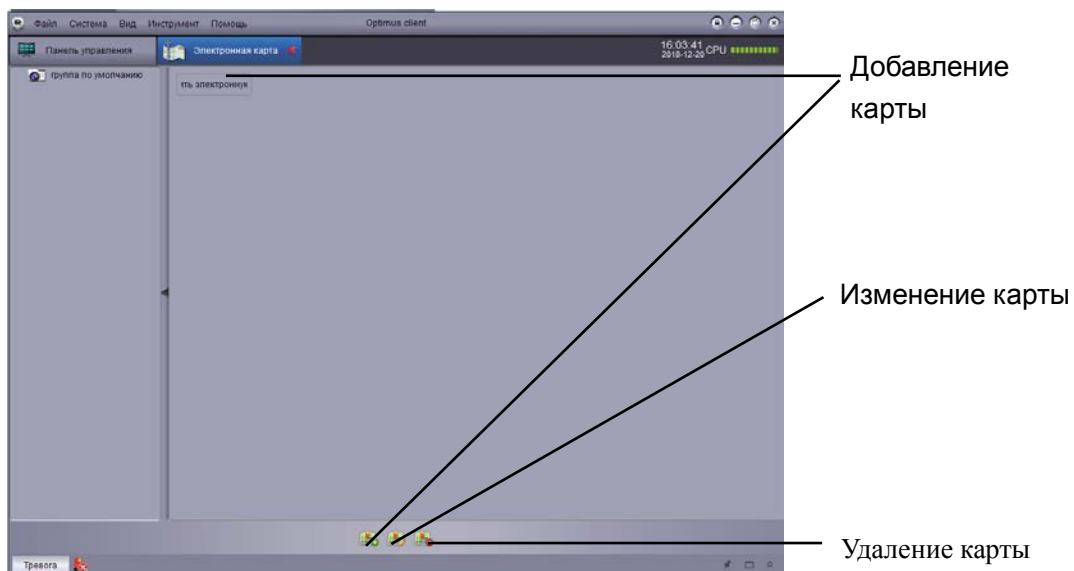 Файл Система Вид Инструмент Помощь Optimus client
Панель управления Электронная карта 16:03:41 CPU
2018-12-20
группа по умолчанию
ть электронную
Добавление
карты
Изменение карты
Удаление карты
Тревога